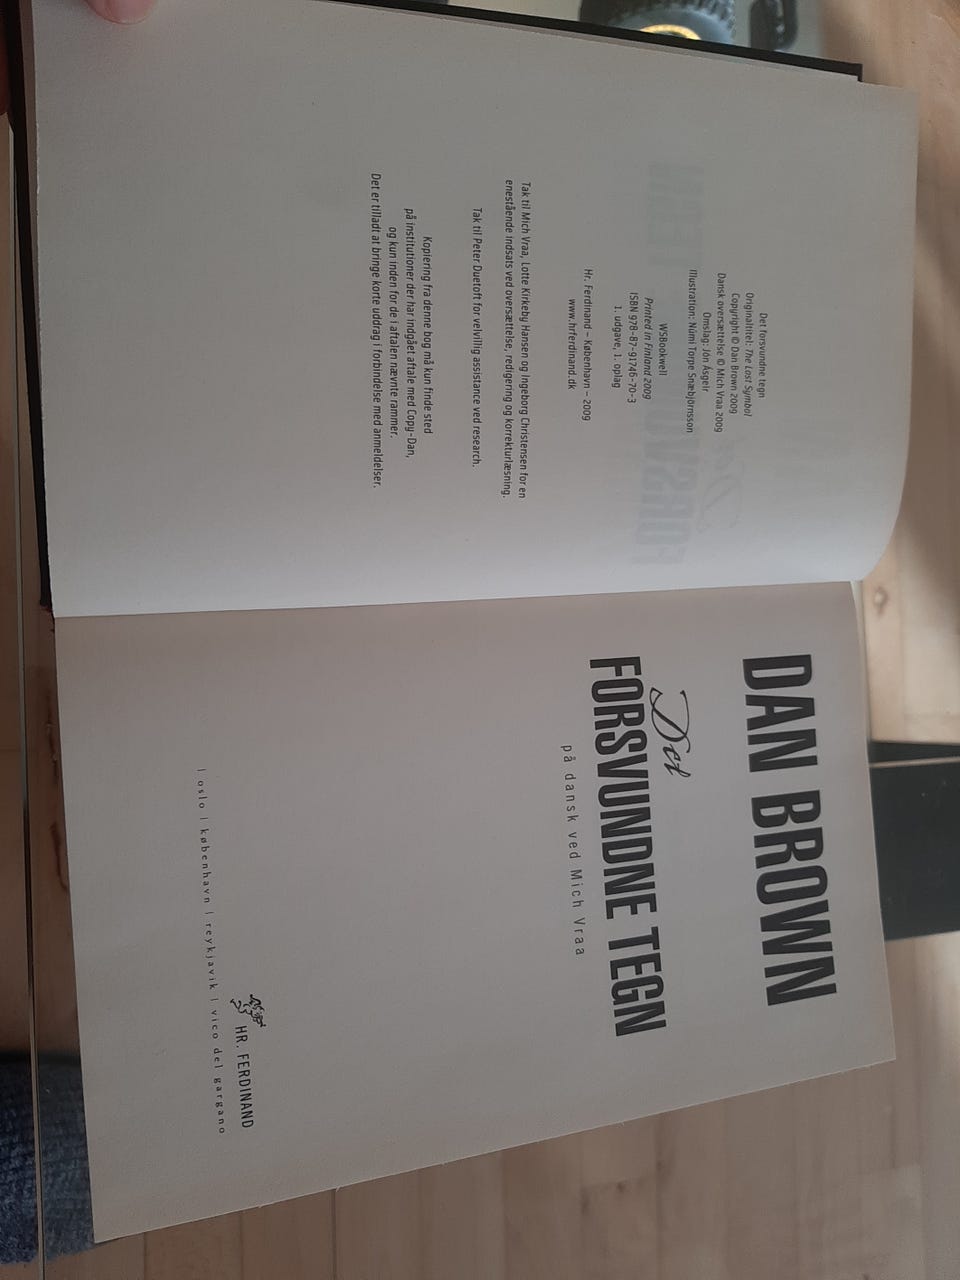 Det forsvundne tegn
Originaltitel: The Lost Symbol
Copyright © Dan Brown 2009
Dansk oversættelse © Mich Vraa 2009
Omslag: Jón Ásgeir
Illustration: Númi Torpe Snæbjörnsson
WSBookwell
Printed in Finland 2009
ISBN 978-87-91746-70-3
1. udgave, 1. oplag
Hr. Ferdinand – København – 2009
www.hrferdinand.dk
Tak til Mich Vraa, Lotte Kirkeby Hansen og Ingeborg Christensen for en
enestående indsats ved oversættelse, redigering og korrekturlæsning.
Tak til Peter Duetoft for velvillig assistance ved research.
Kopiering fra denne bog må kun finde sted
på institutioner der har indgået aftale med Copy-Dan,
og kun inden for de i aftalen nævnte rammer.
Det er tilladt at bringe korte uddrag i forbindelse med anmeldelser.
DAN BROWN
Det
FORSVUNDNE TEGN
på dansk ved Mich Vraa
HR. FERDINAND
| oslo | københavn | reykjavik | vico del gargano